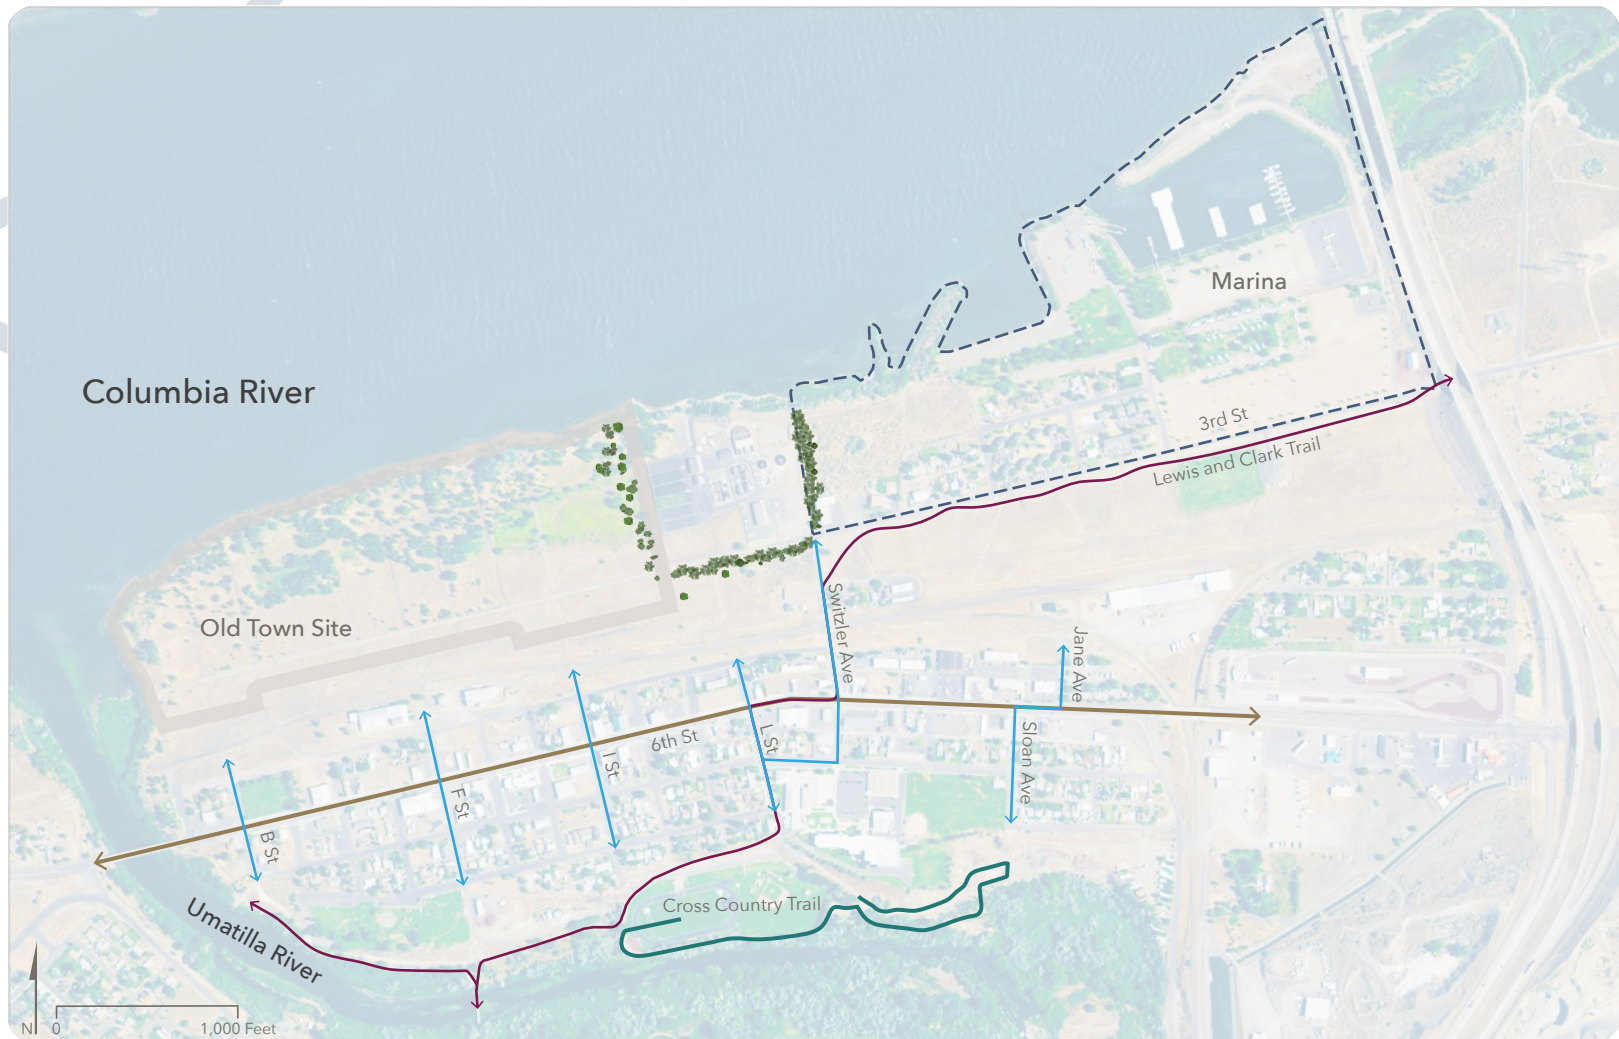 Marina
Columbia River
3rd St
Lewis and Clark Trail
Old Town Site
Switzler Ave
Jane Ave
6th St
L St
I St
Sloan Ave
F St
B St
Cross Country Trail
Umatilla River
N 0 1,000 Feet